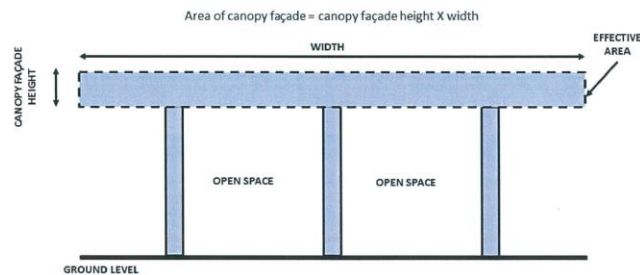 Area of canopy façade = canopy façade height X width
WIDTH
EFFECTIVE
AREA
CANOPY FAÇADE
HEIGHT
OPEN SPACE
OPEN SPACE
GROUND LEVEL